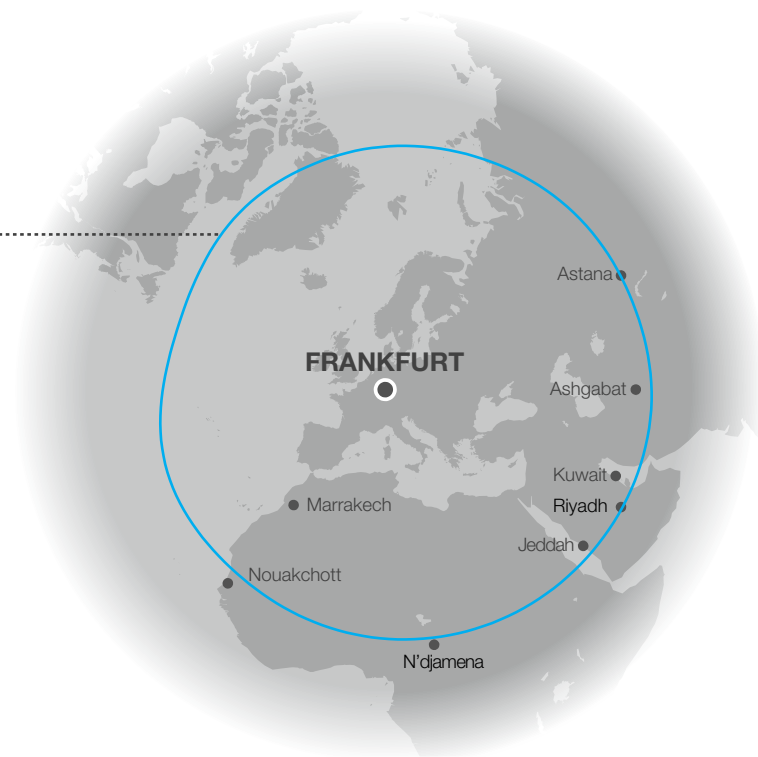 Astana
FRANKFURT
Ashgabat
Kuwait
Marrakech
Riyadh
Jeddah
Nouakchott
N'djamena